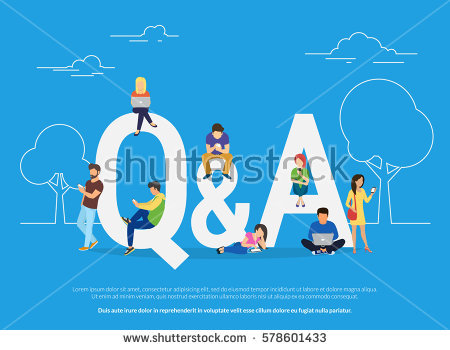 Q&A
Lorem ipsum dolor sit amet, consectetur adipiscing elit, sed do eiusmod tempor incididunt ut labore et dolore magna aliqua.
Ut enim ad minim veniam, quis nostrud exercitation ullamco laboris nisi ut aliquip ex ea commodo consequat.
Duis aute irure dolor in reprehenderit in voluptate velit esse cillum dolore eu fugiat nulla pariatur.
shutterstock
www.shutterstock.com · 578601433